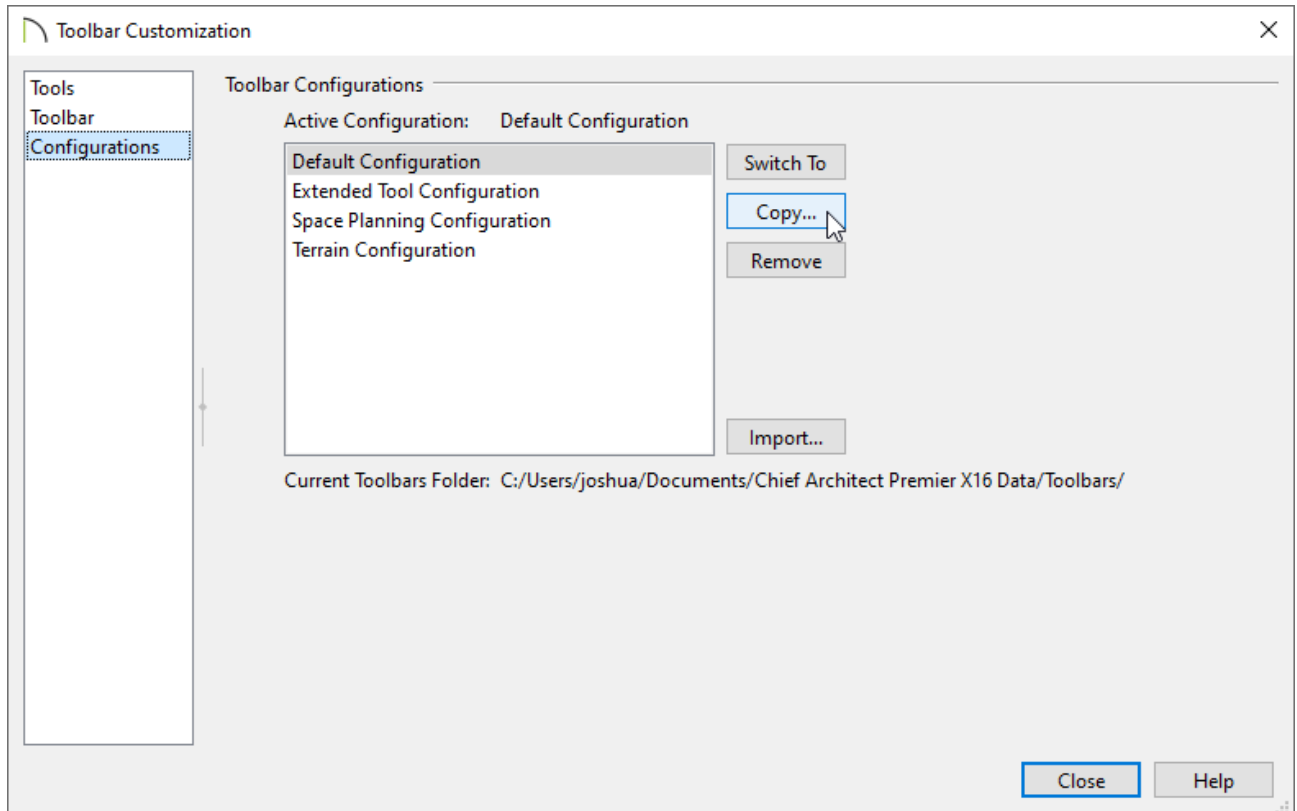 Toolbar Customization
Tools
Toolbar
Configurations
Toolbar Configurations
Active Configuration: Default Configuration
Default Configuration
Extended Tool Configuration
Space Planning Configuration
Terrain Configuration
Switch To
Copy...
Remove
Import...
Current Toolbars Folder: C:/Users/joshua/Documents/Chief Architect Premier X16 Data/Toolbars/
Close
Help